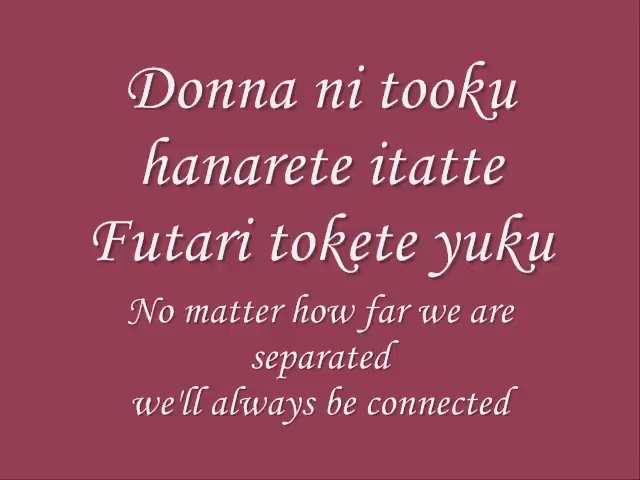 Donna ni tooku
hanarete itatte
Futari tokete yuku
No matter how far we are
separated
we'll always be connected